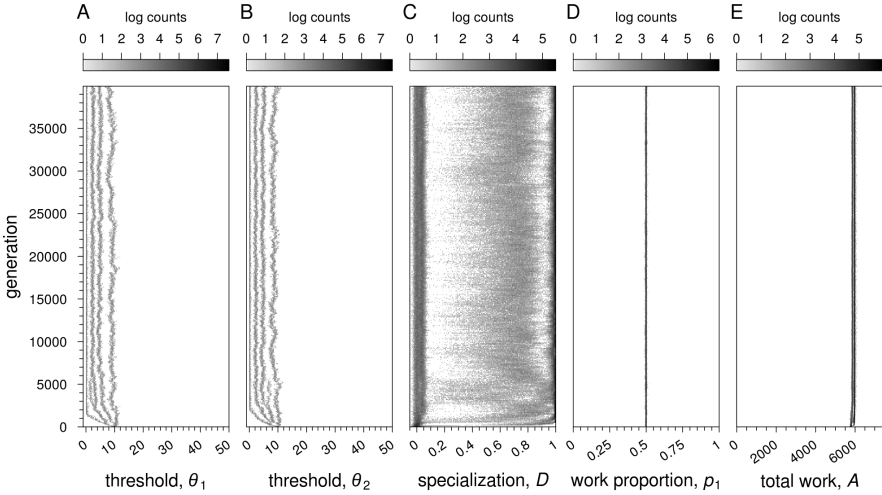 A B C D E
log counts log counts log counts log counts log counts
0 1 2 3 4 5 6 7 0 1 2 3 4 5 6 7 0 1 2 3 4 5 0 1 2 3 4 5 6 0 1 2 3 4 5
generation
35000
30000
25000
20000
15000
10000
5000
0
0 10 20 30 40 50 0 10 20 30 40 50 0 0.2 0.4 0.6 0.8 1 0 0.25 0.5 0.75 1 0 2000 4000 6000
threshold, θ1 threshold, θ2 specialization, D work proportion, p1 total work, A